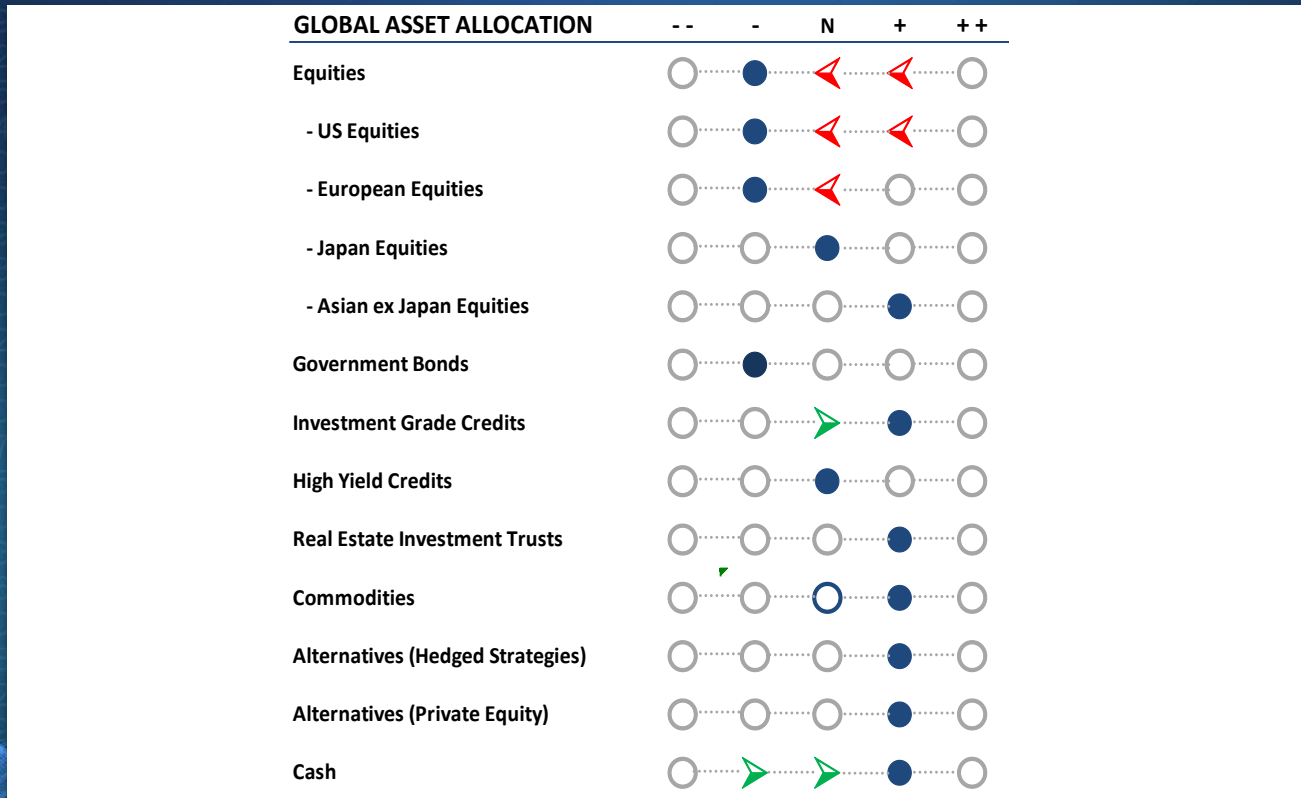 GLOBAL ASSET ALLOCATION - - - N + + +
Equities
- US Equities
- European Equities
- Japan Equities
- Asian ex Japan Equities
Government Bonds
Investment Grade Credits
High Yield Credits
Real Estate Investment Trusts
Commodities
Alternatives (Hedged Strategies)
Alternatives (Private Equity)
Cash